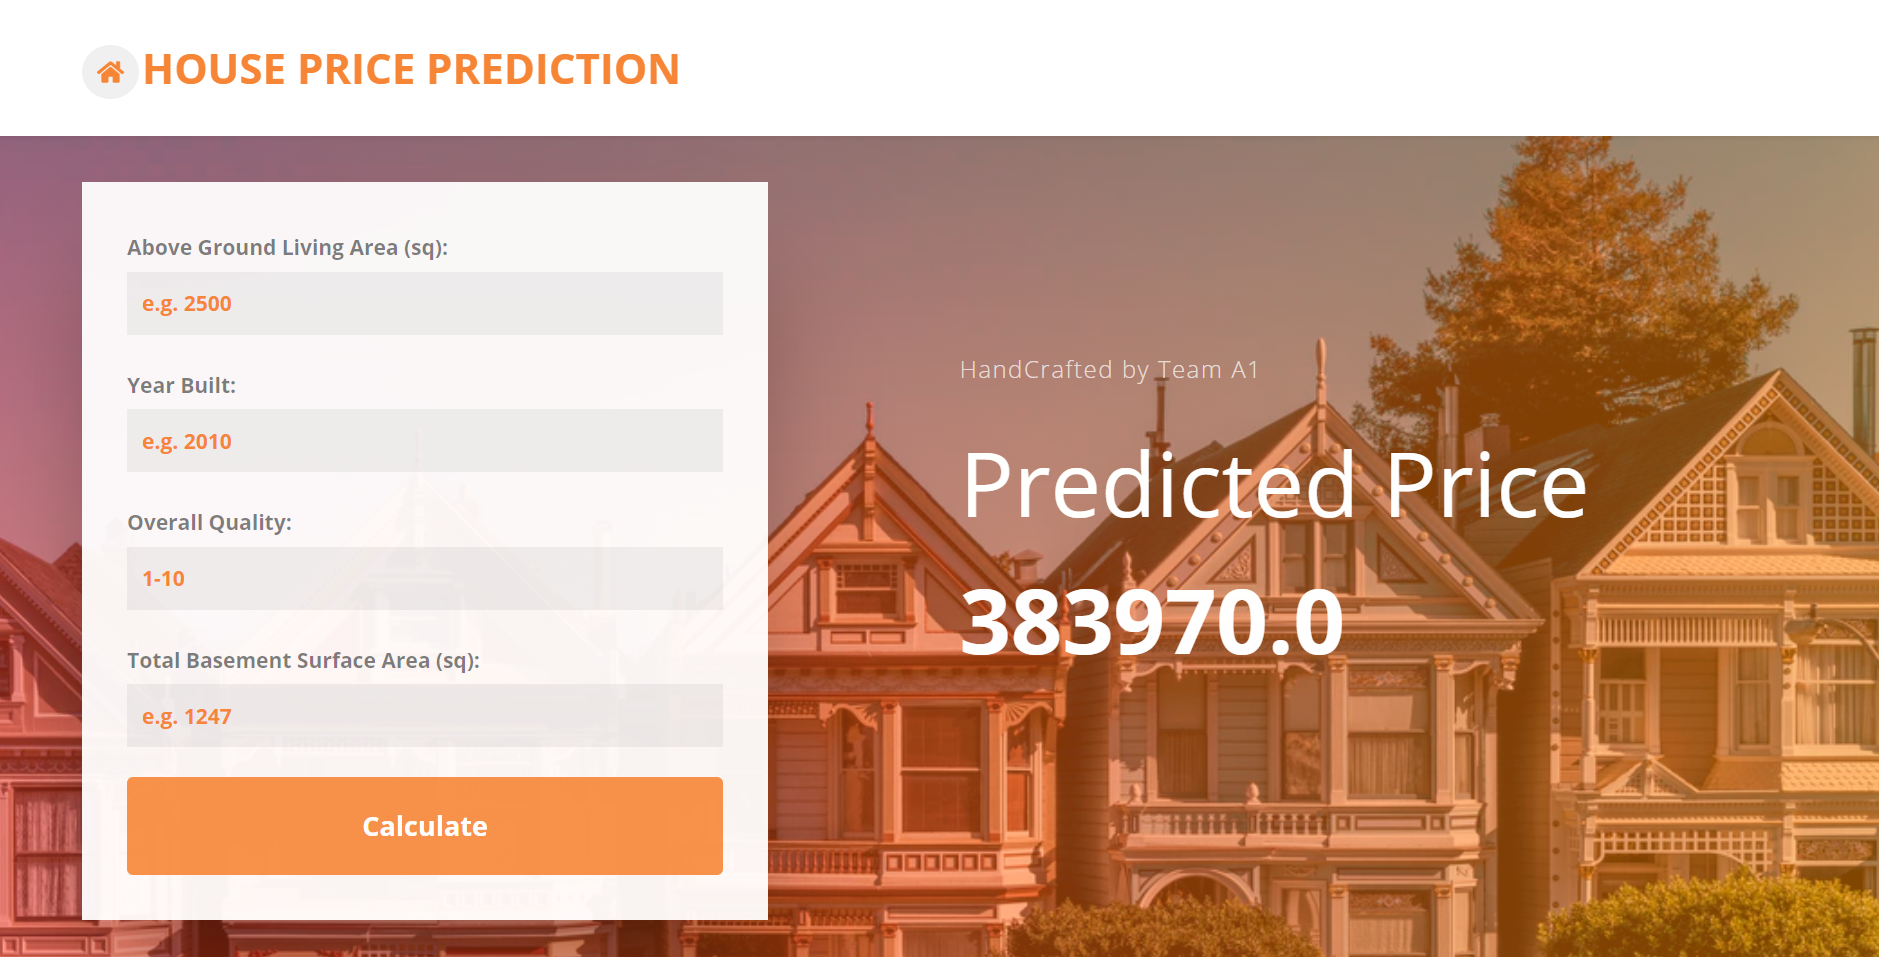 HOUSE PRICE PREDICTION
Above Ground Living Area (sq):
e.g. 2500
Year Built:
e.g. 2010
Overall Quality:
1-10
Total Basement Surface Area (sq):
e.g. 1247
Calculate
HandCrafted by Team A1
Predicted Price
383970.0